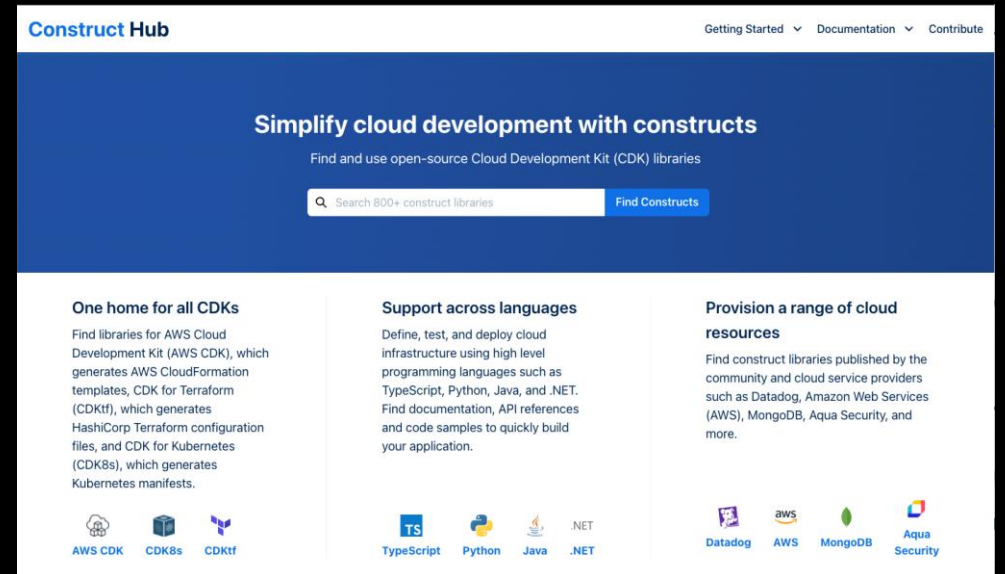 Construct Hub
Getting Started Documentation Contribute
Simplify cloud development with constructs
Find and use open-source Cloud Development Kit (CDK) libraries
Search 800+ construct libraries
Find Constructs
One home for all CDKs
Find libraries for AWS Cloud
Development Kit (AWS CDK), which
generates AWS CloudFormation
templates, CDK for Terraform
(CDKtf), which generates
HashiCorp Terraform configuration
files, and CDK for Kubernetes
(CDK8s), which generates
Kubernetes manifests.
AWS CDK CDK8s CDKtf
Support across languages
Define, test, and deploy cloud
infrastructure using high level
programming languages such as
TypeScript, Python, Java, and .NET.
Find documentation, API references
and code samples to quickly build
your application.
TS .NET
TypeScript Python Java .NET
Provision a range of cloud
resources
Find construct libraries published by the
community and cloud service providers
such as Datadog, Amazon Web Services
(AWS), MongoDB, Aqua Security, and
more.
aws
Datadog AWS MongoDB Aqua
Security